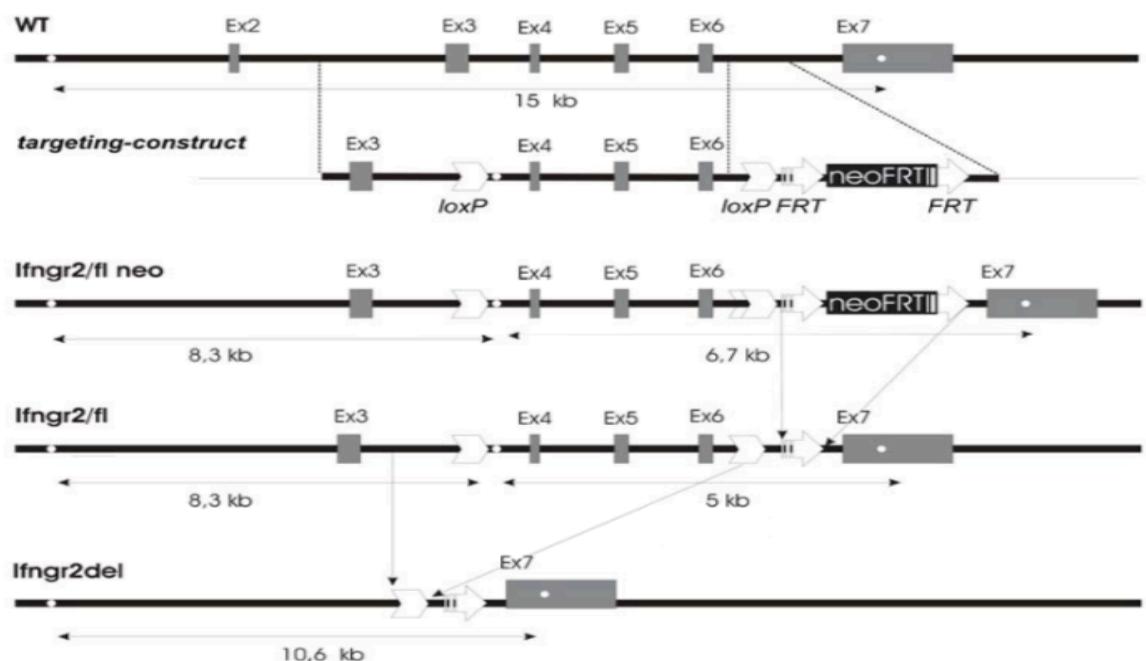 WT
Ex2 Ex3 Ex4 Ex5 Ex6 Ex7
15 kb
targeting-construct
Ex3 Ex4 Ex5 Ex6
neoFRT
loxP loxP FRT FRT
Ifngr2/fl neo
Ex3 Ex4 Ex5 Ex6 Ex7
neoFRT
8,3 kb 6,7 kb
Ifngr2/fl
Ex3 Ex4 Ex5 Ex6 Ex7
8,3 kb 5 kb
Ifngr2del
Ex7
10,6 kb